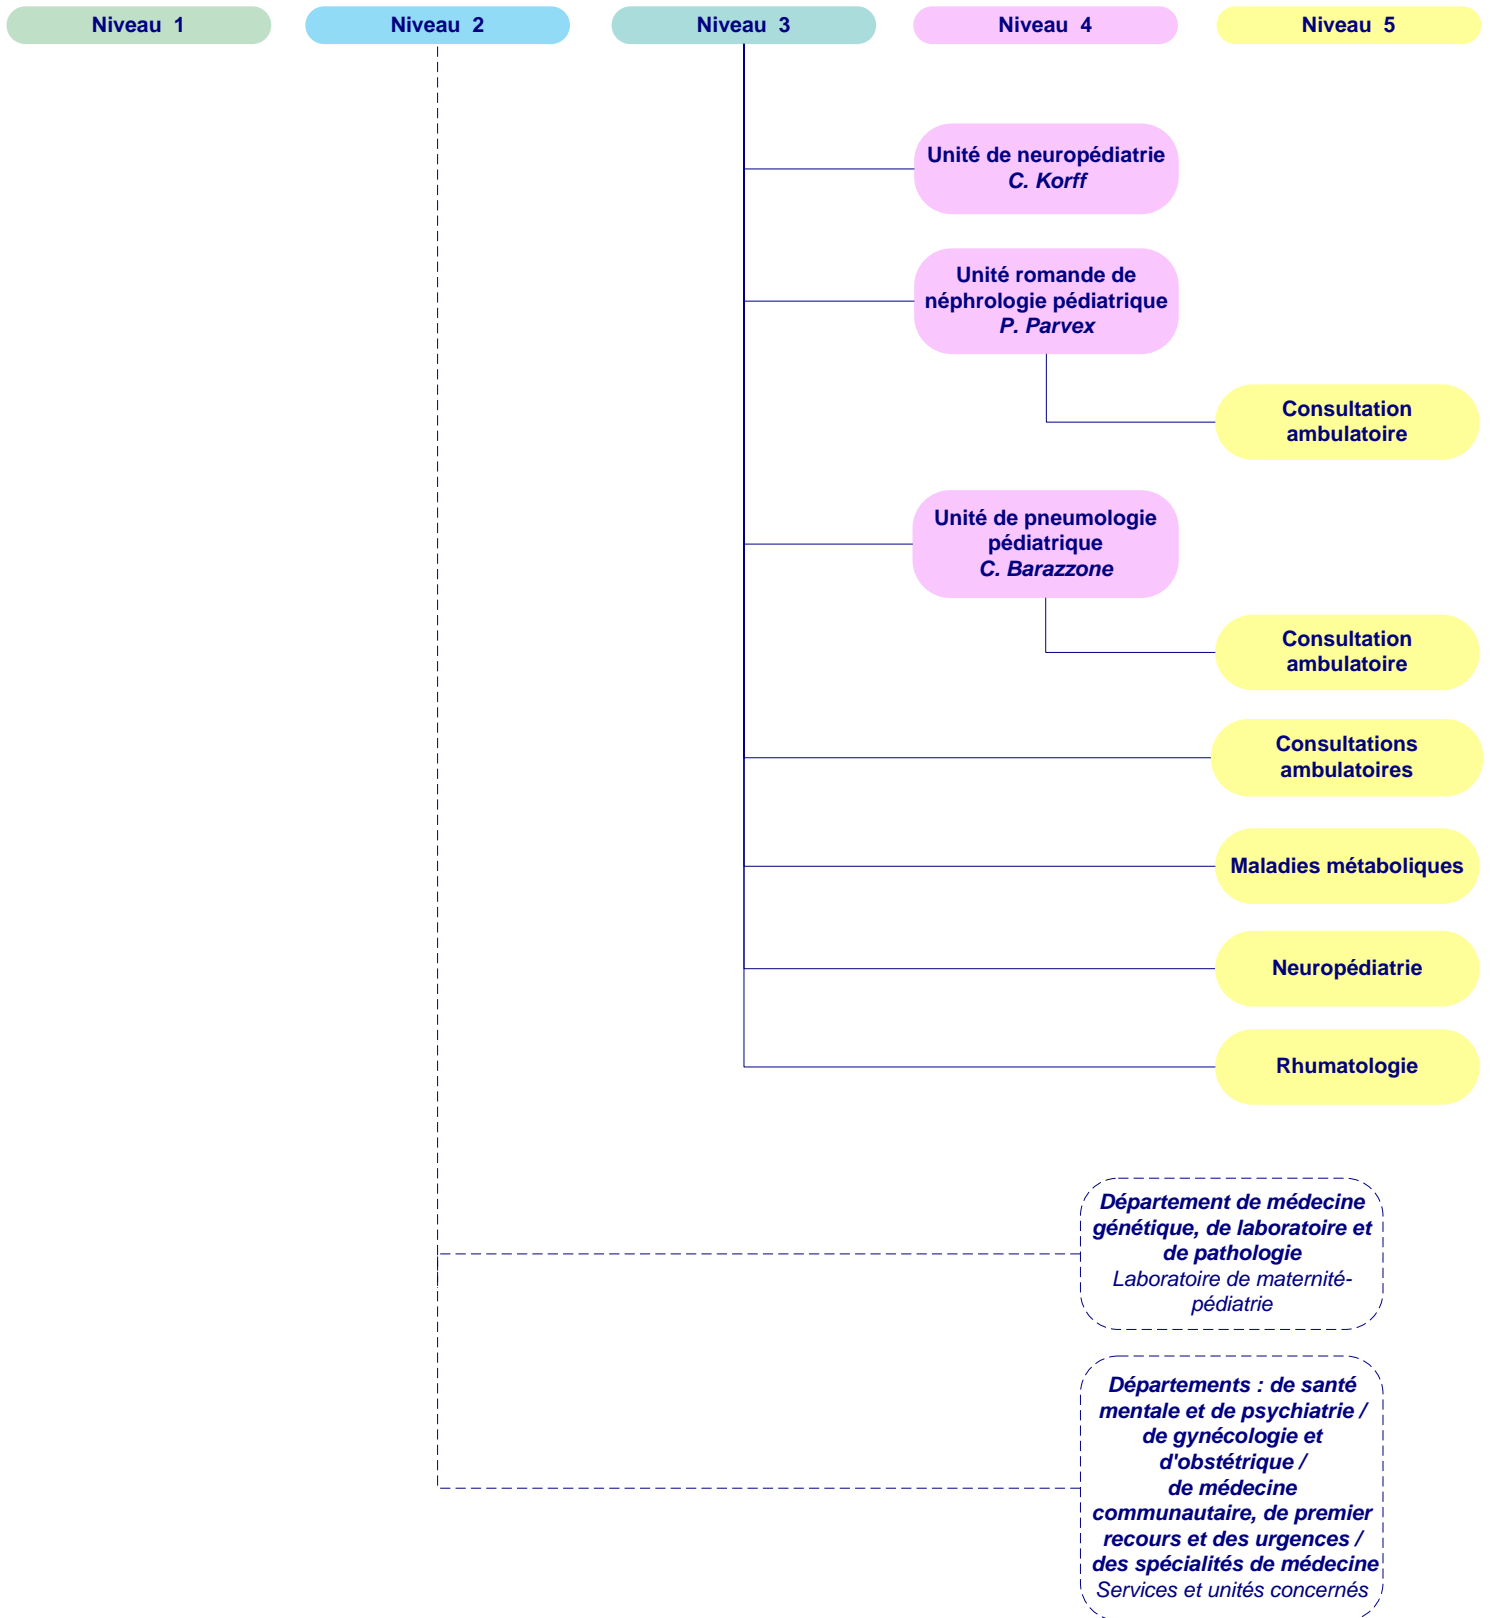 Niveau 1
Niveau 2
Niveau 3
Niveau 4
Niveau 5
Unité de neuropédiatrie
C. Korff
Unité romande de
néphrologie pédiatrique
P. Parvex
Consultation
ambulatoire
Unité de pneumologie
pédiatrique
C. Barazzone
Consultation
ambulatoire
Consultations
ambulatoires
Maladies métaboliques
Neuropédiatrie
Rhumatologie
Département de médecine
génétique, de laboratoire et
de pathologie
Laboratoire de maternité-
pédiatrie
Départements : de santé
mentale et de psychiatrie /
de gynécologie et
d'obstétrique /
de médecine
communautaire, de premier
recours et des urgences /
des spécialités de médecine
Services et unités concernés